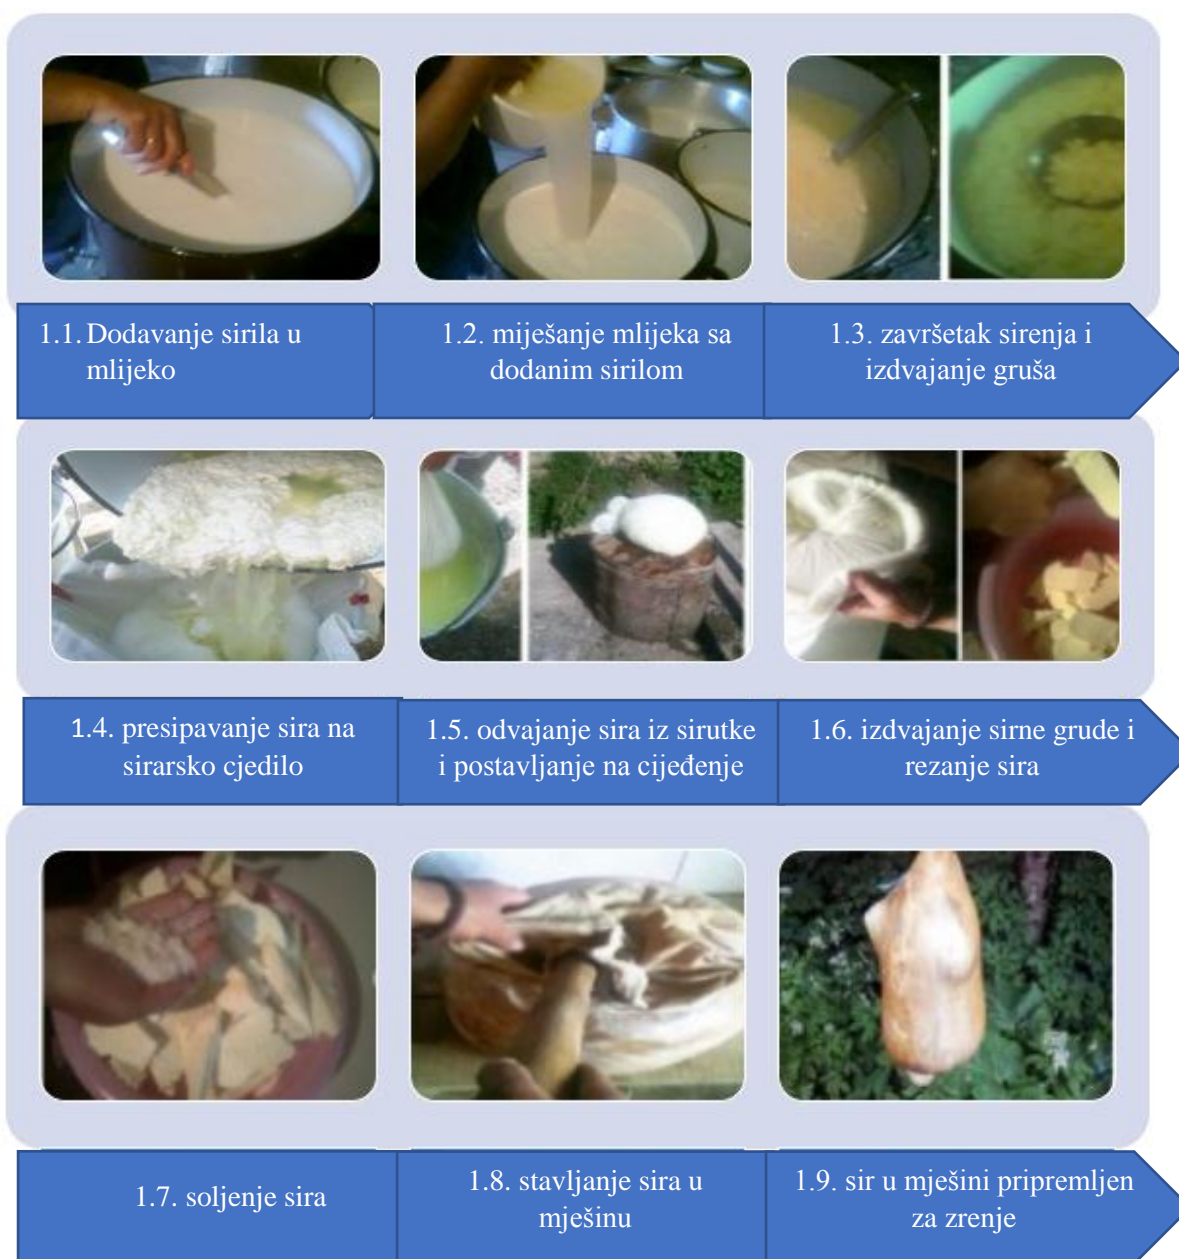 1.1. Dodavanje sirila u
mlijeko
1.2. miješanje mlijeka sa
dodanim sirilom
1.3. završetak sirenja i
izdvajanje gruša
1.4. presipavanje sira na
sirarsko cjedilo
1.5. odvajanje sira iz sirutke
i postavljanje na cijeđenje
1.6. izdvajanje sirne grude i
rezanje sira
1.7. soljenje sira
1.8. stavljanje sira u
mješinu
1.9. sir u mješini pripremljen
za zrenje